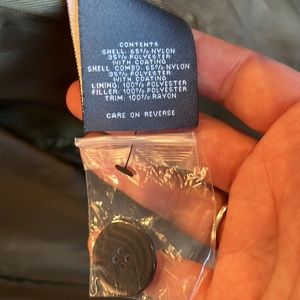 CONTENTS
SHELL: 65% NYLON
35% POLYESTER
WITH COATING
SHELL COMBO: 65% NYLON
35% POLYESTER
WITH COATING
LINING: 100% POLYESTER
FILLER: 100% POLYESTER
TRIM: 100% RAYON
CARE ON REVERSE